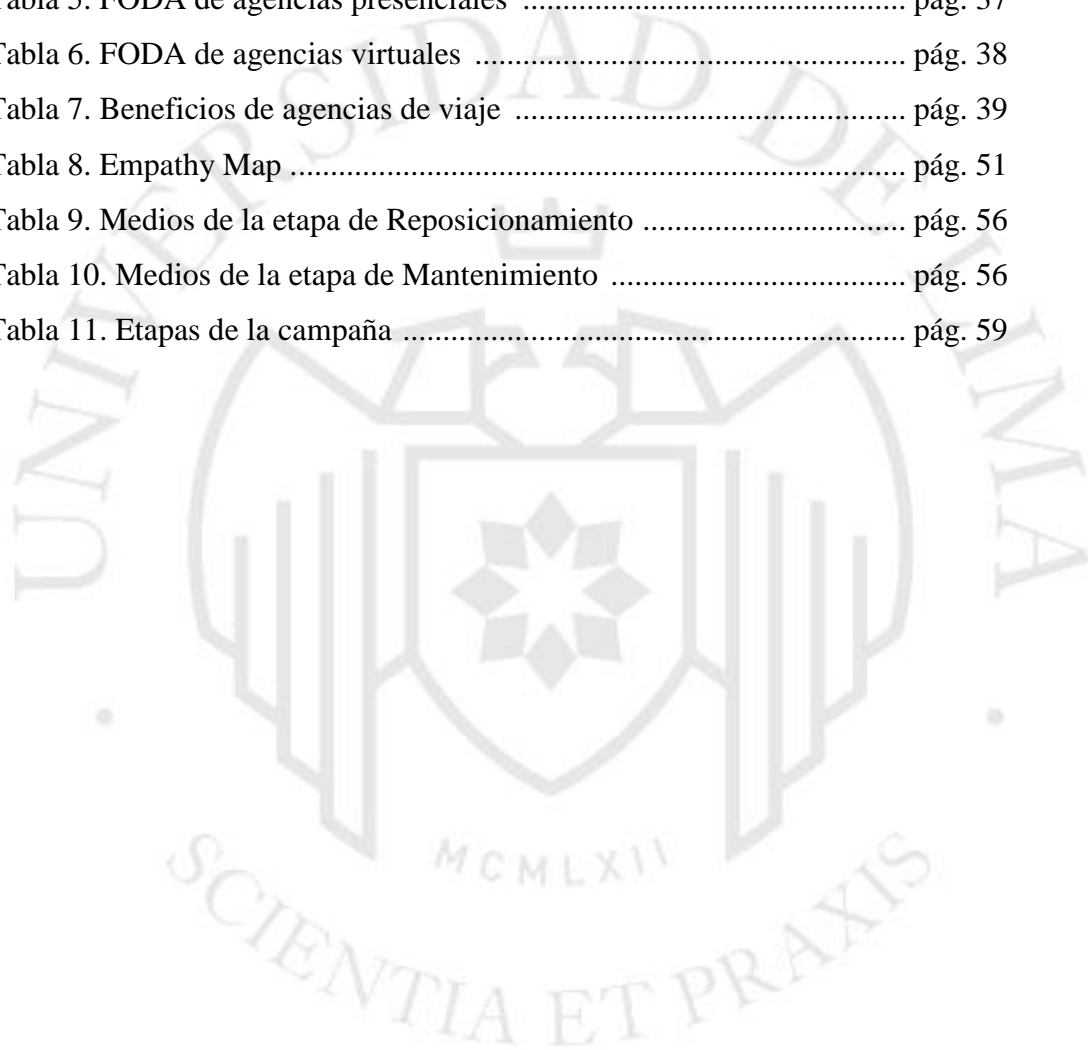 Tabla 5. FODA de agencias presenciales ................................................ pág. 37
Tabla 6. FODA de agencias virtuales ...................................................... pág. 38
Tabla 7. Beneficios de agencias de viaje ................................................. pág. 39
Tabla 8. Empathy Map ............................................................................. pág. 51
Tabla 9. Medios de la etapa de Reposicionamiento ................................. pág. 56
Tabla 10. Medios de la etapa de Mantenimiento ..................................... pág. 56
Tabla 11. Etapas de la campaña ............................................................... pág. 59
UNIVERSIDAD DE LIMA
MCMLXII
SCIENTIA ET PRAXIS